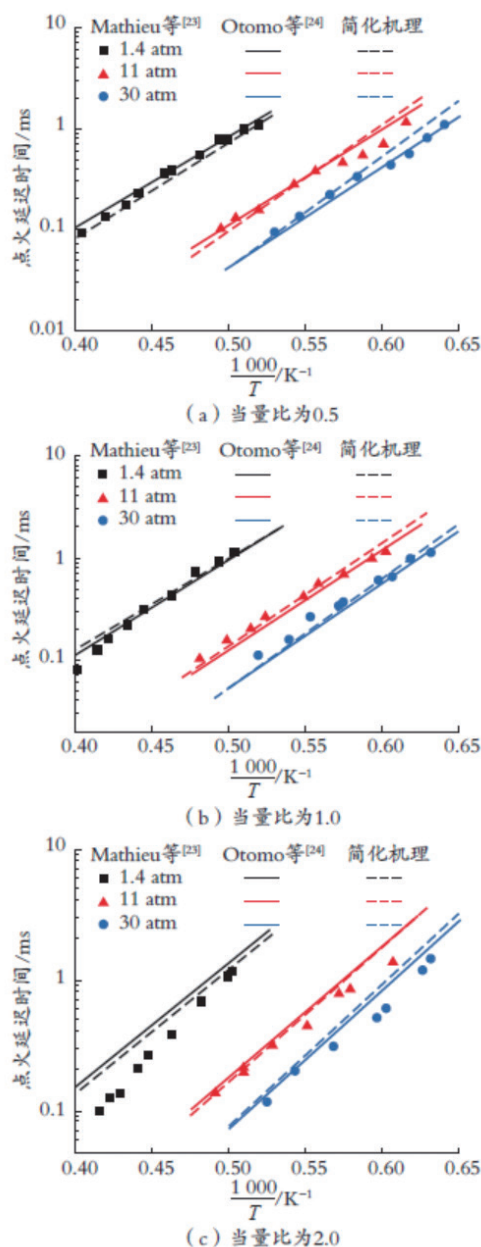 Mathieu等[23] Otomo等[24] 简化机理
1.4 atm
11 atm
30 atm
点火延迟时间/ms
10
1
0.1
0.01
0.40 0.45 0.50 0.55 0.60 0.65
1 000/T/K−1
（a）当量比为0.5
Mathieu等[23] Otomo等[24] 简化机理
1.4 atm
11 atm
30 atm
点火延迟时间/ms
10
1
0.1
0.40 0.45 0.50 0.55 0.60 0.65
1 000/T/K−1
（b）当量比为1.0
Mathieu等[23] Otomo等[24] 简化机理
1.4 atm
11 atm
30 atm
点火延迟时间/ms
10
1
0.1
0.40 0.45 0.50 0.55 0.60 0.65
1 000/T/K−1
（c）当量比为2.0